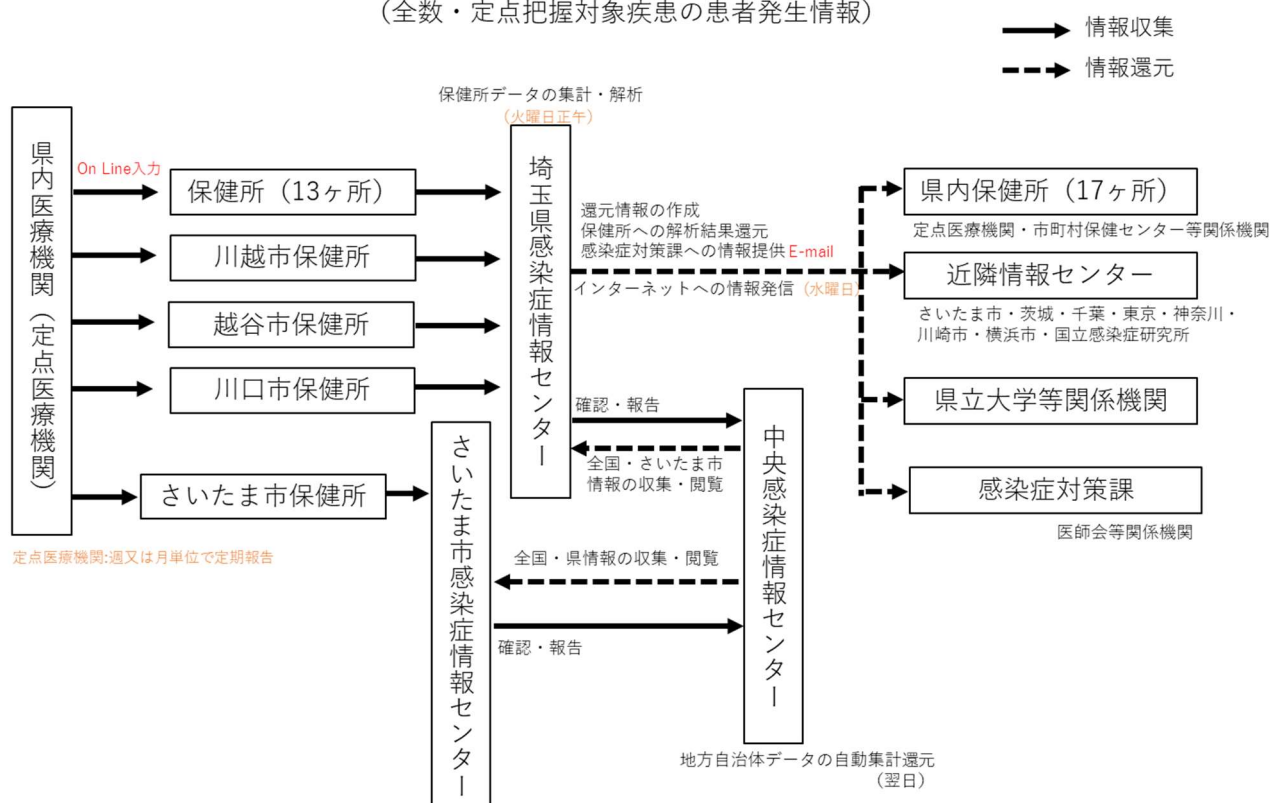 （全数・定点把握対象疾患の患者発生情報）
情報収集
情報還元
保健所データの集計・解析
（火曜日正午）
県内医療機関（定点医療機関）
On Line入力
保健所（13ヶ所）
川越市保健所
越谷市保健所
川口市保健所
さいたま市保健所
定点医療機関:週又は月単位で定期報告
埼玉県感染症情報センター
さいたま市感染症情報センター
還元情報の作成
保健所への解析結果還元
感染症対策課への情報提供 E-mail
インターネットへの情報発信（水曜日）
確認・報告
全国・さいたま市
情報の収集・閲覧
全国・県情報の収集・閲覧
確認・報告
中央感染症情報センター
地方自治体データの自動集計還元
（翌日）
県内保健所（17ヶ所）
定点医療機関・市町村保健センター等関係機関
近隣情報センター
さいたま市・茨城・千葉・東京・神奈川・
川崎市・横浜市・国立感染症研究所
県立大学等関係機関
感染症対策課
医師会等関係機関